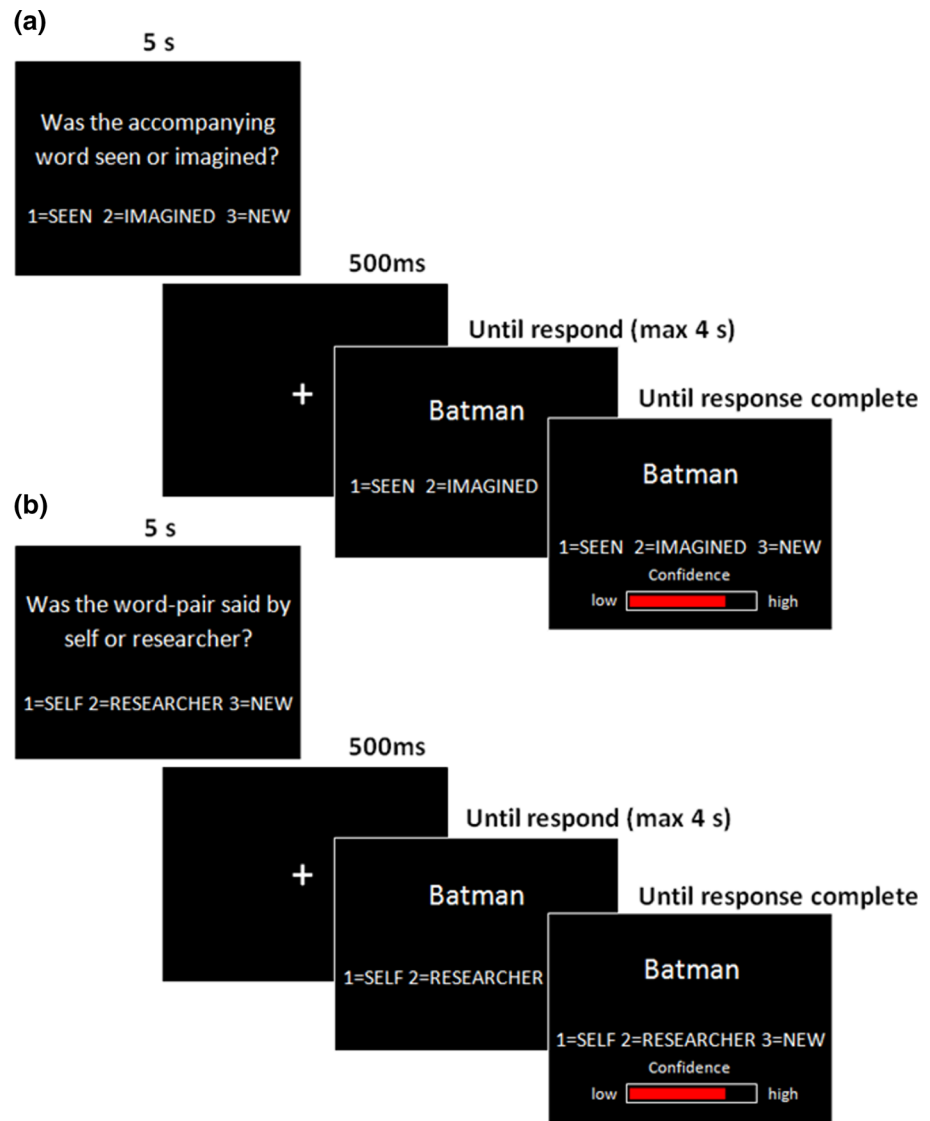 (a)
5 s
Was the accompanying
word seen or imagined?
1=SEEN 2=IMAGINED 3=NEW
500ms
+
Until respond (max 4 s)
Batman
1=SEEN 2=IMAGINED
Until response complete
Batman
1=SEEN 2=IMAGINED 3=NEW
Confidence
low high
(b)
5 s
Was the word-pair said by
self or researcher?
1=SELF 2=RESEARCHER 3=NEW
500ms
+
Until respond (max 4 s)
Batman
1=SELF 2=RESEARCHER
Until response complete
Batman
1=SELF 2=RESEARCHER 3=NEW
Confidence
low high